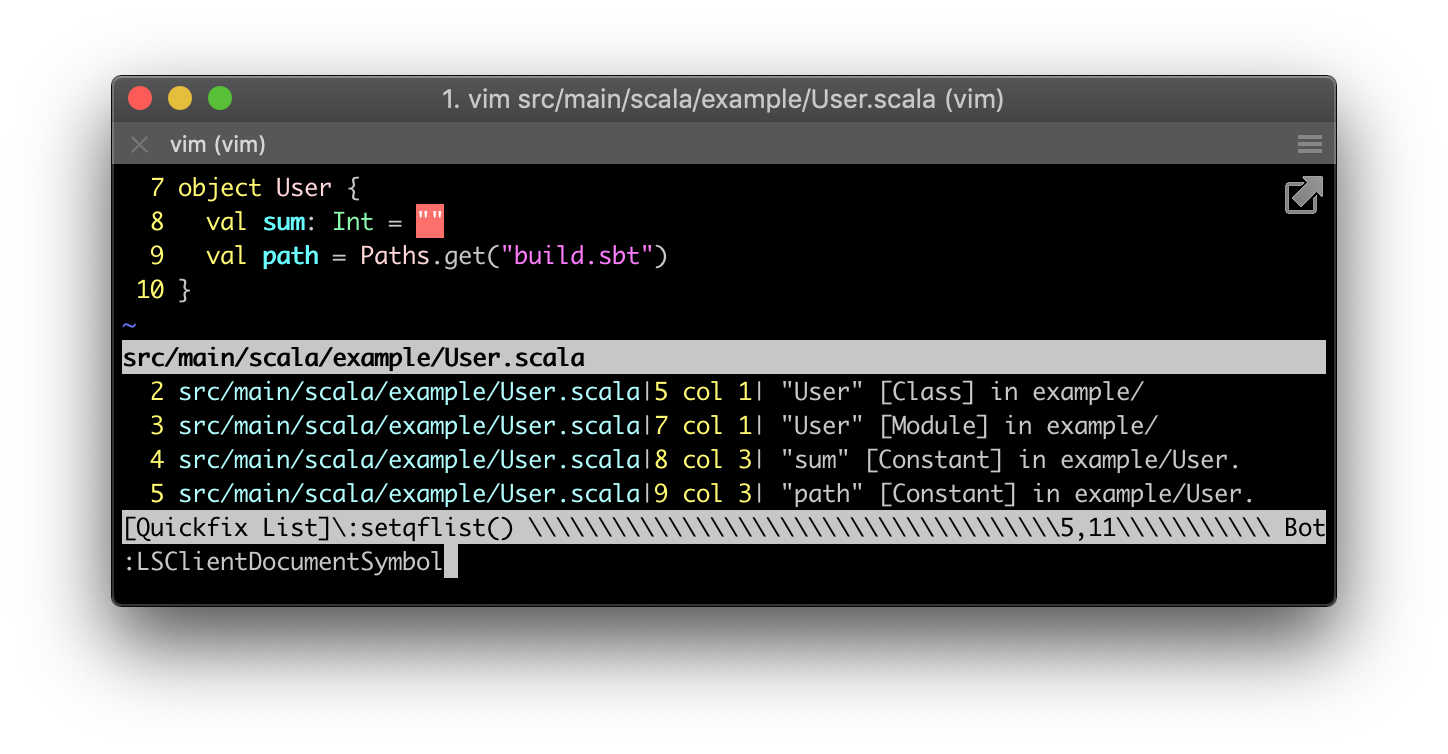 1. vim src/main/scala/example/User.scala (vim)
vim (vim)
7 object User {
8   val sum: Int = ""
9   val path = Paths.get("build.sbt")
10 }
~
src/main/scala/example/User.scala
2 src/main/scala/example/User.scala|5 col 1| "User" [Class] in example/
3 src/main/scala/example/User.scala|7 col 1| "User" [Module] in example/
4 src/main/scala/example/User.scala|8 col 3| "sum" [Constant] in example/User.
5 src/main/scala/example/User.scala|9 col 3| "path" [Constant] in example/User.
[Quickfix List]\:setqflist() \\\\\\\\\\\\\\\\\\\\\\\\\\\\\\\\\\\\\\5,11\\\\\\\\\\\ Bot
:LSClientDocumentSymbol